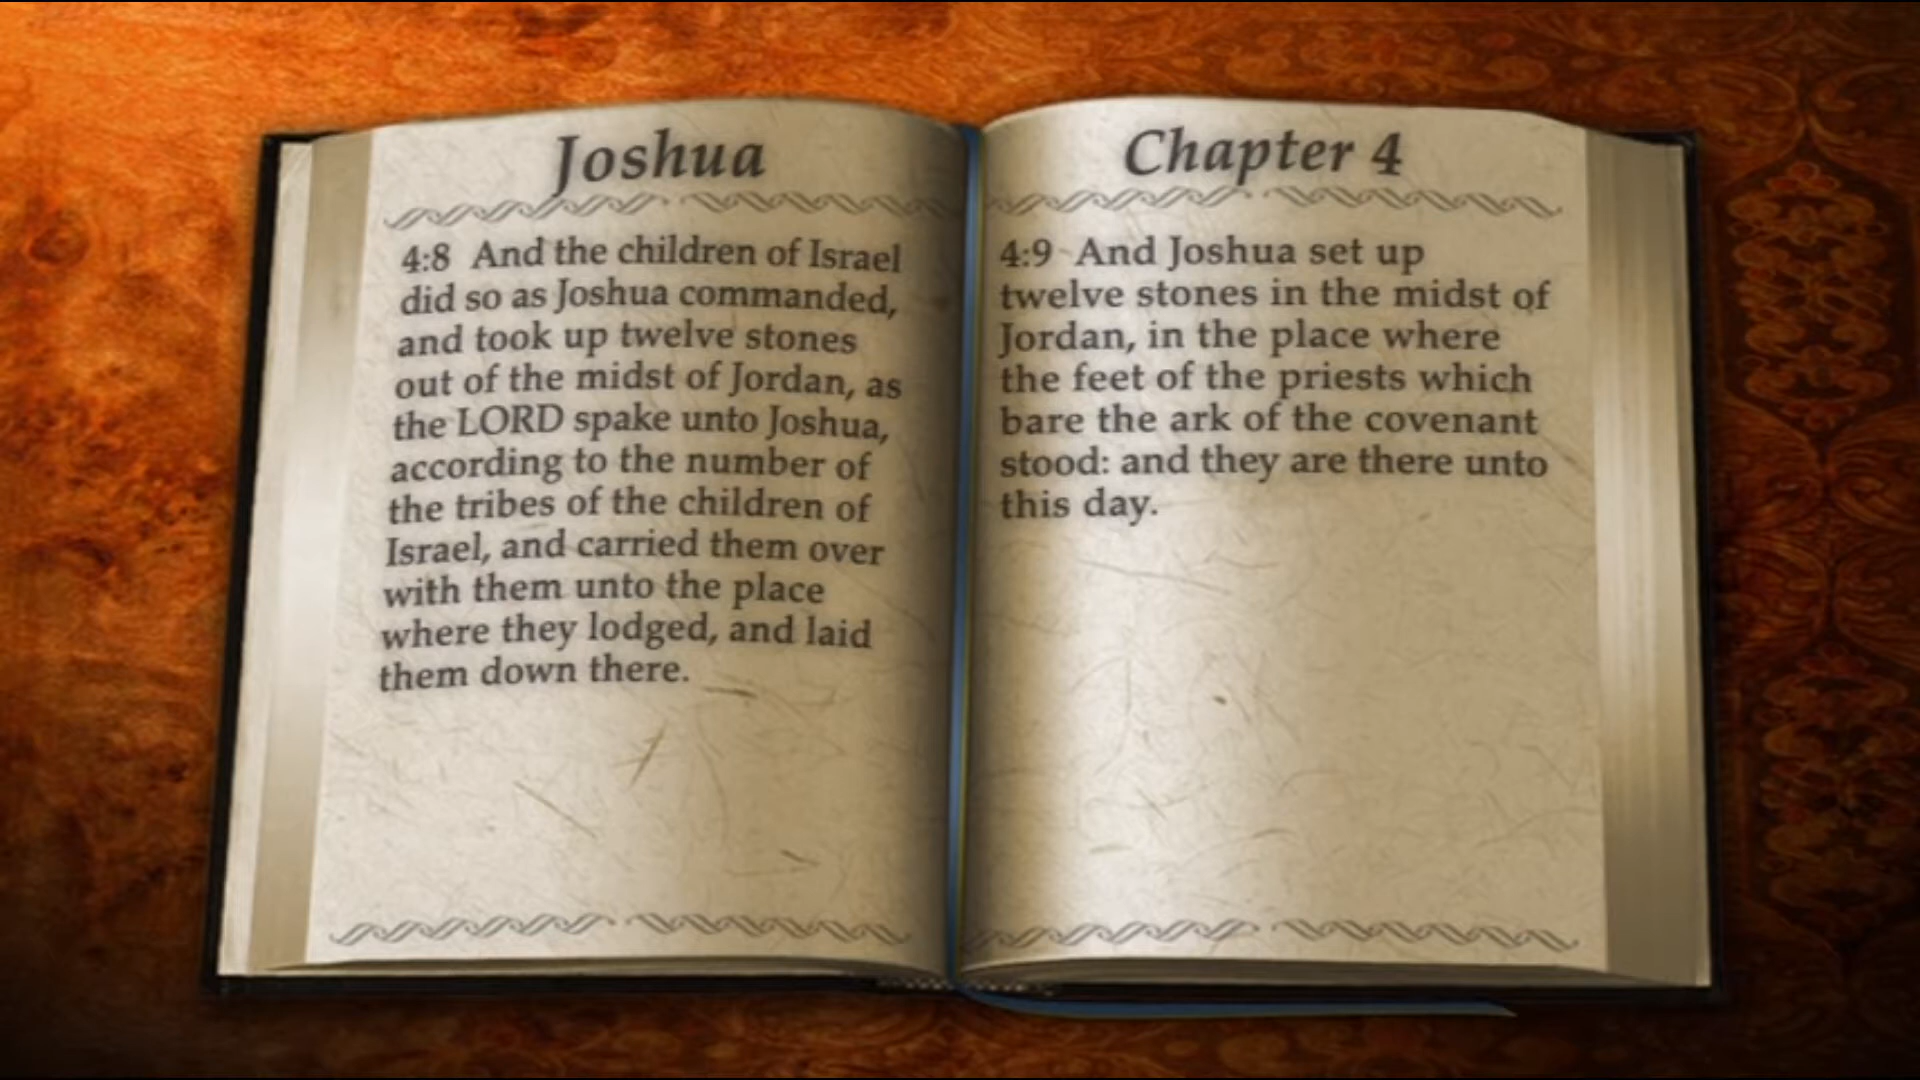 Joshua
4:8 And the children of Israel
did so as Joshua commanded,
and took up twelve stones
out of the midst of Jordan, as
the LORD spake unto Joshua,
according to the number of
the tribes of the children of
Israel, and carried them over
with them unto the place
where they lodged, and laid
them down there.
Chapter 4
4:9 And Joshua set up
twelve stones in the midst of
Jordan, in the place where
the feet of the priests which
bare the ark of the covenant
stood: and they are there unto
this day.